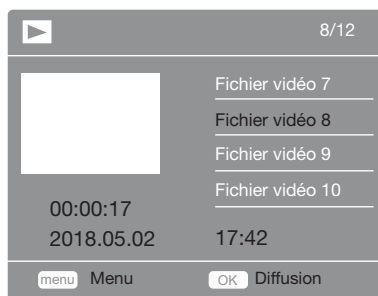 8/12
Fichier vidéo 7
Fichier vidéo 8
Fichier vidéo 9
Fichier vidéo 10
00:00:17
2018.05.02 17:42
menu Menu OK Diffusion